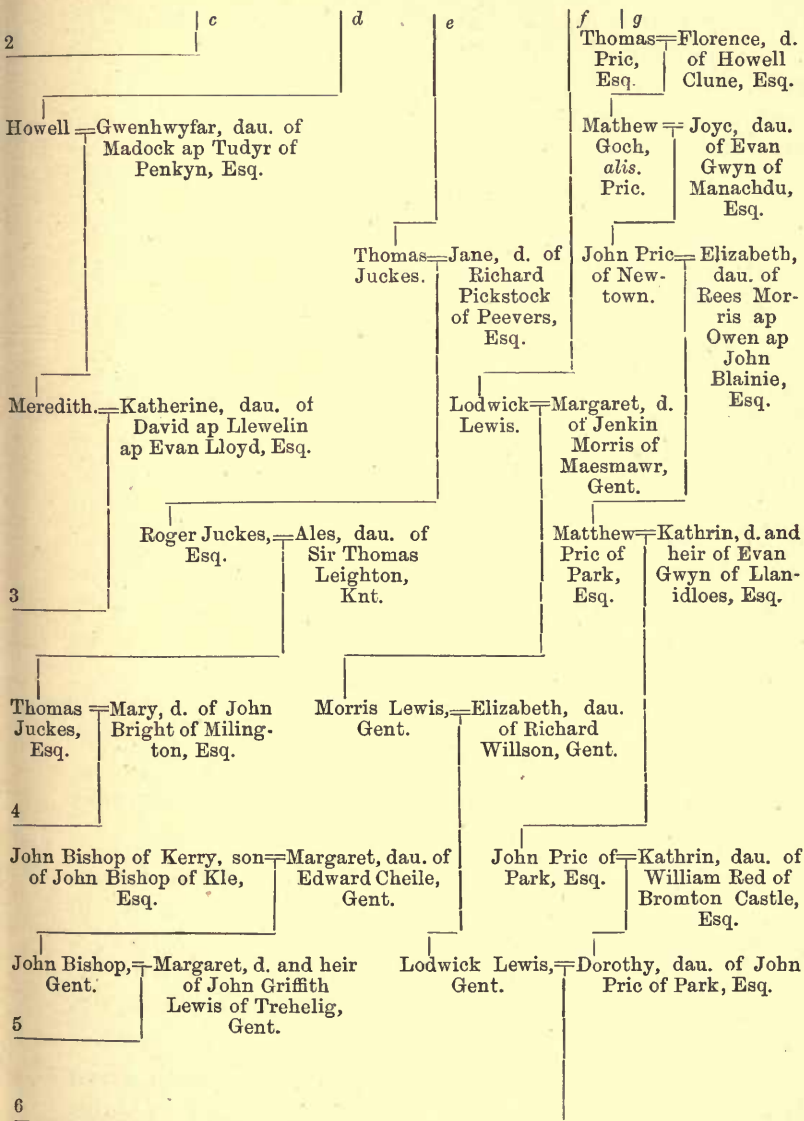 c d e f g
2
Thomas=Florence, d.
Pric, of Howell
Esq. Clune, Esq.
Howell=Gwenhwyfar, dau. of
Madock ap Tudyr of
Penkyn, Esq.
Mathew = Joyc, dau.
Goch, of Evan
alis. Gwyn of
Pric. Manachdu,
Esq.
Thomas=Jane, d. of
Juckes. Richard
Pickstock
of Peevers,
Esq.
John Pric=Elizabeth,
of New- dau. of
town. Rees Mor-
ris ap
Owen ap
John
Blainie,
Esq.
Meredith.=Katherine, dau. of
David ap Llewelin
ap Evan Lloyd, Esq.
Lodwick=Margaret, d.
Lewis. of Jenkin
Morris of
Maesmawr,
Gent.
Roger Juckes,=Ales, dau. of
Esq. Sir Thomas
Leighton,
Knt.
Matthew=Kathrin, d. and
Pric of heir of Evan
Park, Gwyn of Llan-
Esq. idloes, Esq.
3
Thomas=Mary, d. of John
Juckes, Bright of Miling-
Esq. ton, Esq.
Morris Lewis,=Elizabeth, dau.
Gent. of Richard
Willson, Gent.
4
John Bishop of Kerry, son=Margaret, dau. of
of John Bishop of Kle, Edward Cheile,
Esq. Gent.
John Pric of=Kathrin, dau. of
Park, Esq. William Red of
Bromton Castle,
Esq.
John Bishop,=Margaret, d. and heir
Gent. of John Griffith
Lewis of Trehelig,
Gent.
Lodwick Lewis,=Dorothy, dau. of John
Gent. Pric of Park, Esq.
5
6